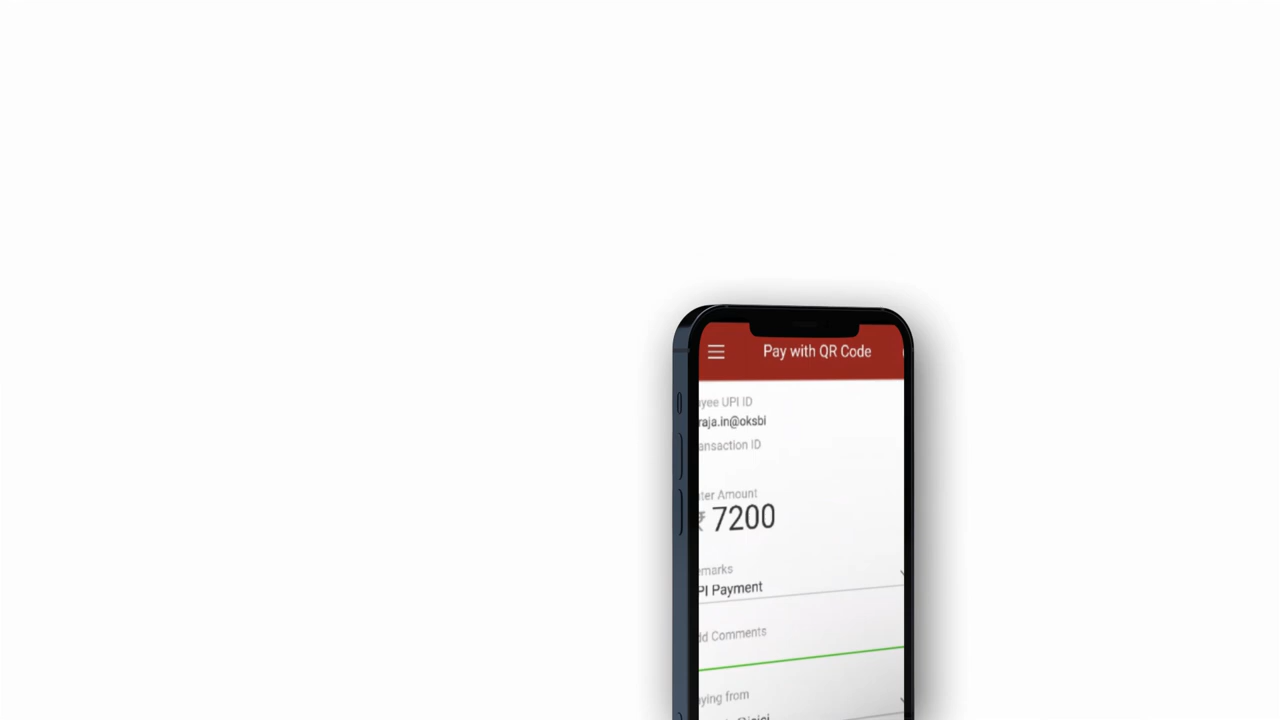 Pay with QR Code
yee UPI ID
raja.in@oksbi
ansaction ID
ter Amount
₹ 7200
emarks
PI Payment
dd Comments
ying from